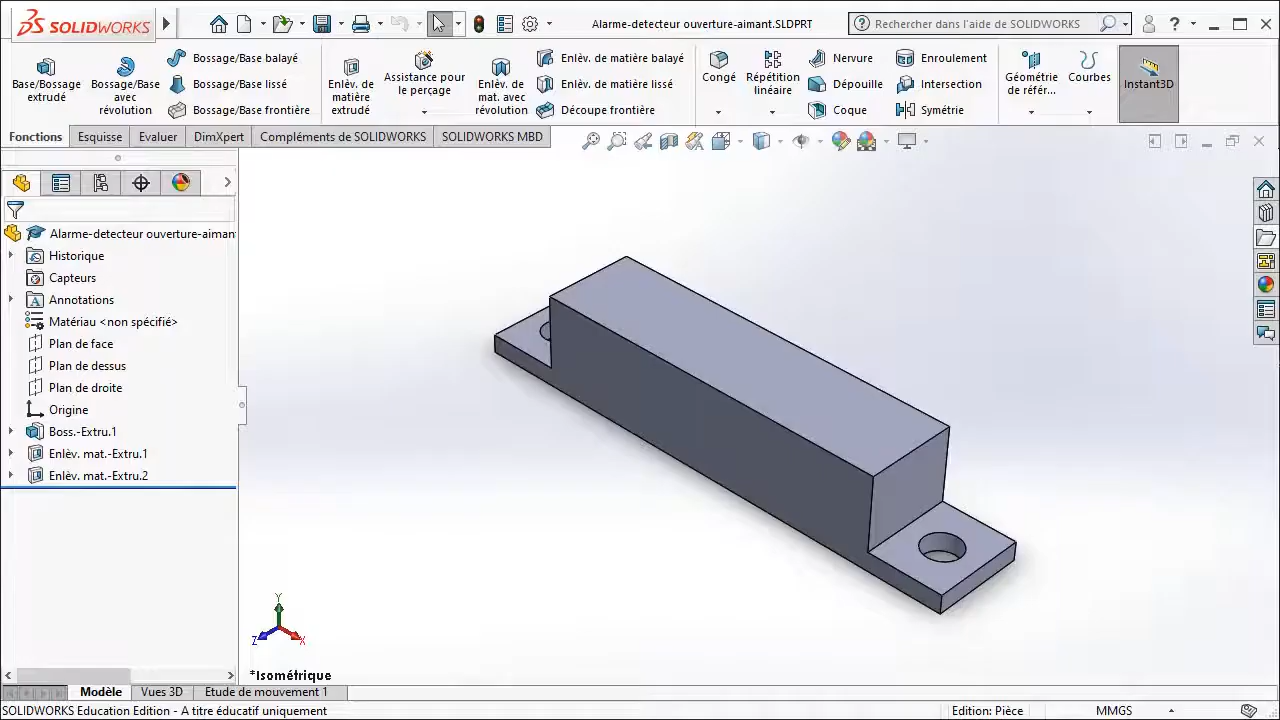 SOLIDWORKS
Alarme-detecteur ouverture-aimant.SLDPRT
Rechercher dans l'aide de SOLIDWORKS
?
Base/Bossage
extrudé
Bossage/Base
avec
révolution
Bossage/Base balayé
Bossage/Base lissé
Bossage/Base frontière
Enlèv. de
matière
extrudé
Assistance pour
le perçage
Enlèv. de
mat. avec
révolution
Enlèv. de matière balayé
Enlèv. de matière lissé
Découpe frontière
Congé
Répétition
linéaire
Nervure
Dépouille
Coque
Enroulement
Intersection
Symétrie
Géométrie
de référ...
Courbes
Instant3D
Fonctions
Esquisse
Evaluer
DimXpert
Compléments de SOLIDWORKS
SOLIDWORKS MBD
Alarme-detecteur ouverture-aiman
Historique
Capteurs
Annotations
Matériau <non spécifié>
Plan de face
Plan de dessus
Plan de droite
Origine
Boss.-Extru.1
Enlèv. mat.-Extru.1
Enlèv. mat.-Extru.2
Y
Z
X
*Isométrique
Modèle
Vues 3D
Etude de mouvement 1
SOLIDWORKS Education Edition - A titre éducatif uniquement
Edition: Pièce
MMGS